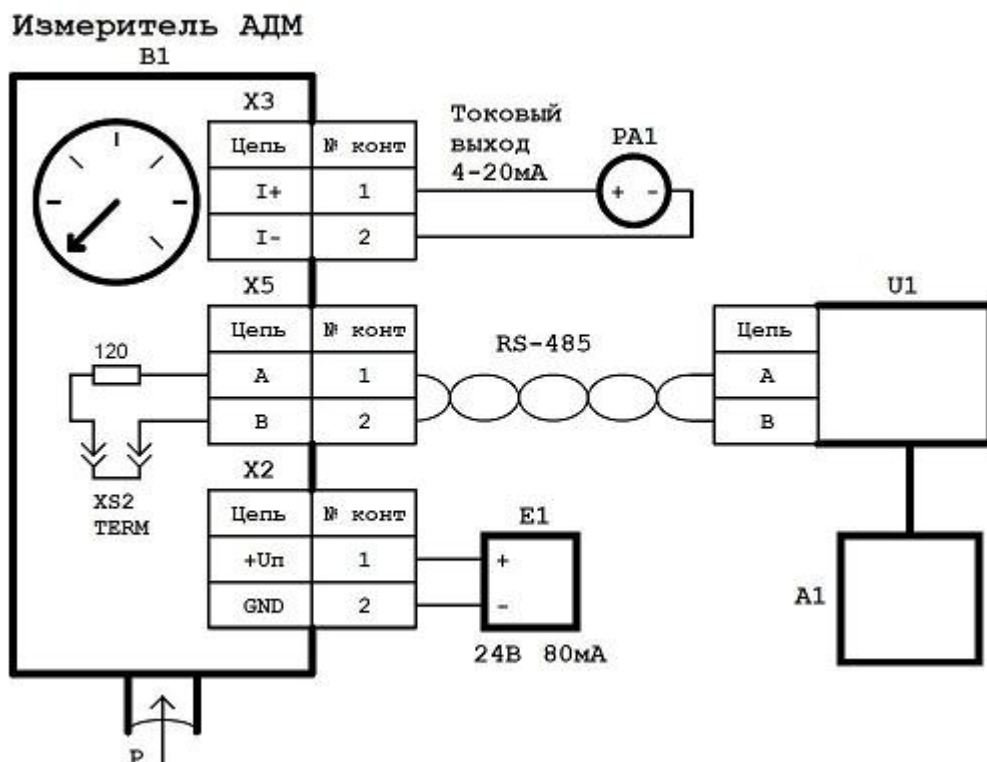 Измеритель АДМ
B1
X3
Цепь № конт
I+ 1
I- 2
Токовый
выход
4-20мА
PA1
+ -
X5
Цепь № конт
A 1
B 2
120
XS2
TERM
RS-485
U1
Цепь
A
B
X2
Цепь № конт
+Uп 1
GND 2
E1
+
-
24В 80мА
A1
P